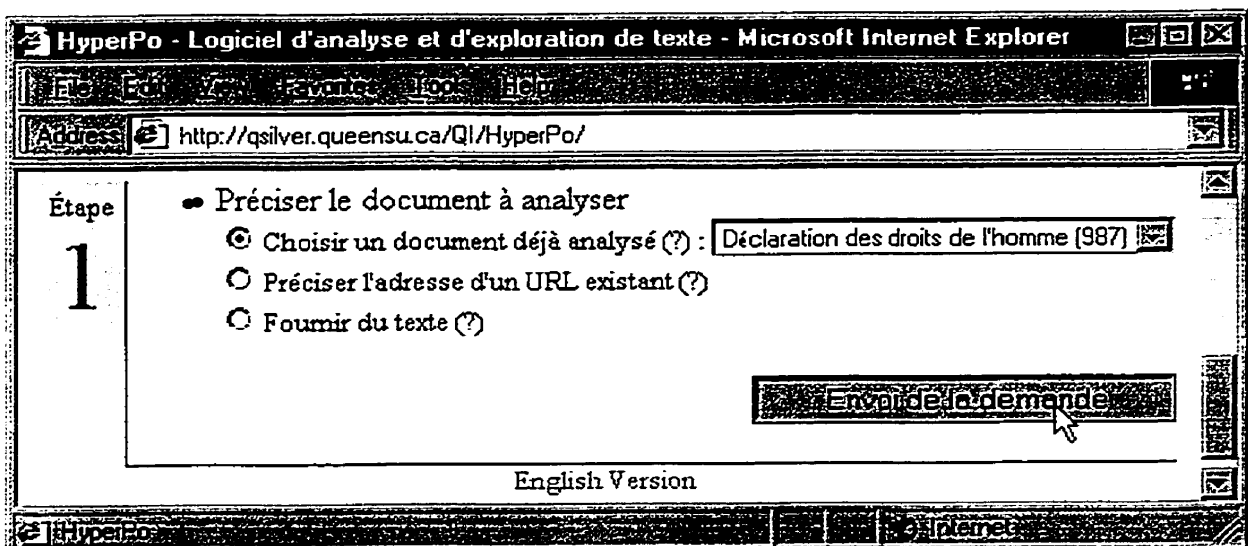 HyperPo - Logiciel d'analyse et d'exploration de texte - Microsoft Internet Explorer
File Edit View Favorites Tools Help
Address http://qsilver.queensu.ca/QI/HyperPo/
Étape
1
Préciser le document à analyser
Choisir un document déjà analysé (?) : Déclaration des droits de l'homme (987)
Préciser l'adresse d'un URL existant (?)
Fournir du texte (?)
Envoi de la demande
English Version
HyperPo Internet